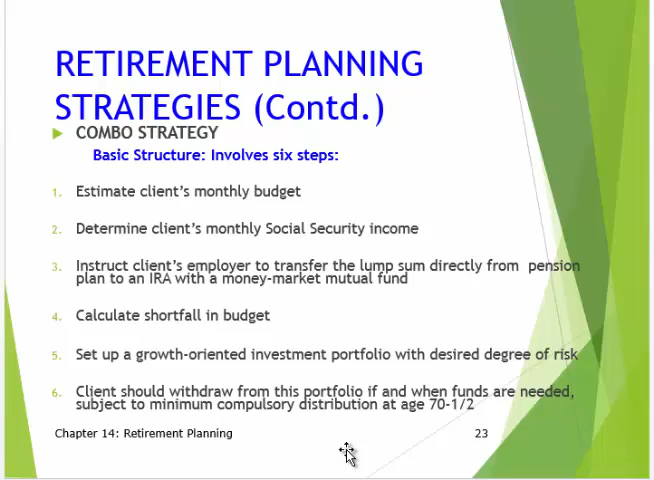 RETIREMENT PLANNING
STRATEGIES (Contd.)
COMBO STRATEGY
Basic Structure: Involves six steps:
1. Estimate client’s monthly budget
2. Determine client’s monthly Social Security income
3. Instruct client’s employer to transfer the lump sum directly from pension
plan to an IRA with a money-market mutual fund
4. Calculate shortfall in budget
5. Set up a growth-oriented investment portfolio with desired degree of risk
6. Client should withdraw from this portfolio if and when funds are needed,
subject to minimum compulsory distribution at age 70-1/2
Chapter 14: Retirement Planning 23